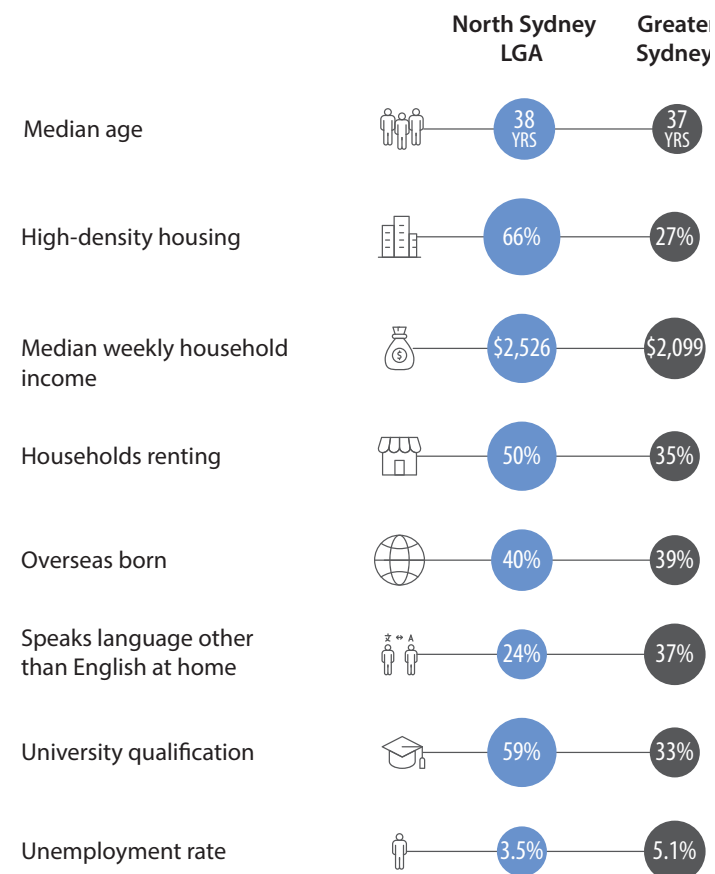 North Sydney LGA
Greater Sydney
Median age
38 YRS
37 YRS
High-density housing
66%
27%
Median weekly household
income
$2,526
$2,099
Households renting
50%
35%
Overseas born
40%
39%
Speaks language other
than English at home
文 ↔ A
24%
37%
University qualification
59%
33%
Unemployment rate
3.5%
5.1%